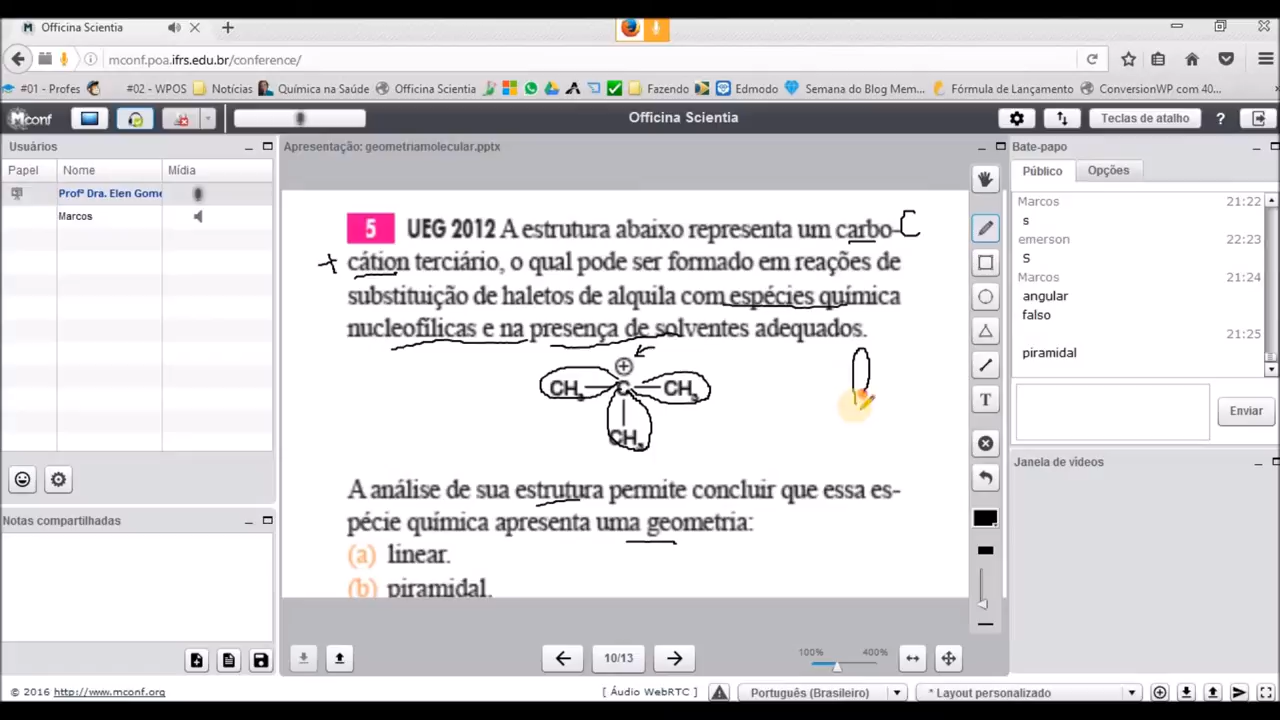 Officina Scientia
mconf.poa.ifrs.edu.br/conference/
#01 - Profes
#02 - WPOS
Notícias
Química na Saúde
Officina Scientia
Fazendo
Edmodo
Semana do Blog Mem...
Fórmula de Lançamento
ConversionWP com 40...
Mconf
Officina Scientia
Teclas de atalho
?
Usuários
Papel Nome Mídia
Profª Dra. Elen Gome
Marcos
Notas compartilhadas
Apresentação: geometriamolecular.pptx
5 UEG 2012 A estrutura abaixo representa um carbo- C
+ cátion terciário, o qual pode ser formado em reações de
substituição de haletos de alquila com espécies química
nucleofílicas e na presença de solventes adequados.
⊕
CH₃ — C — CH₃
CH₃
A análise de sua estrutura permite concluir que essa es-
pécie química apresenta uma geometria:
(a) linear.
(b) piramidal.
10/13
100% 400%
T
Bate-papo
Público Opções
Marcos 21:22
s
emerson 22:23
S
Marcos 21:24
angular
falso
21:25
piramidal
Enviar
Janela de vídeos
© 2016 http://www.mconf.org
[ Áudio WebRTC ]
Português (Brasileiro)
* Layout personalizado